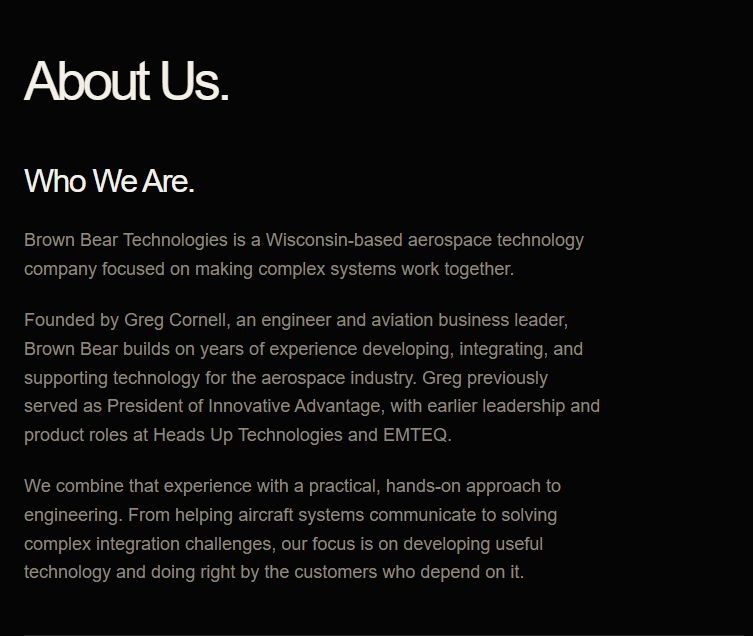 About Us.
Who We Are.
Brown Bear Technologies is a Wisconsin-based aerospace technology
company focused on making complex systems work together.
Founded by Greg Cornell, an engineer and aviation business leader,
Brown Bear builds on years of experience developing, integrating, and
supporting technology for the aerospace industry. Greg previously
served as President of Innovative Advantage, with earlier leadership and
product roles at Heads Up Technologies and EMTEQ.
We combine that experience with a practical, hands-on approach to
engineering. From helping aircraft systems communicate to solving
complex integration challenges, our focus is on developing useful
technology and doing right by the customers who depend on it.